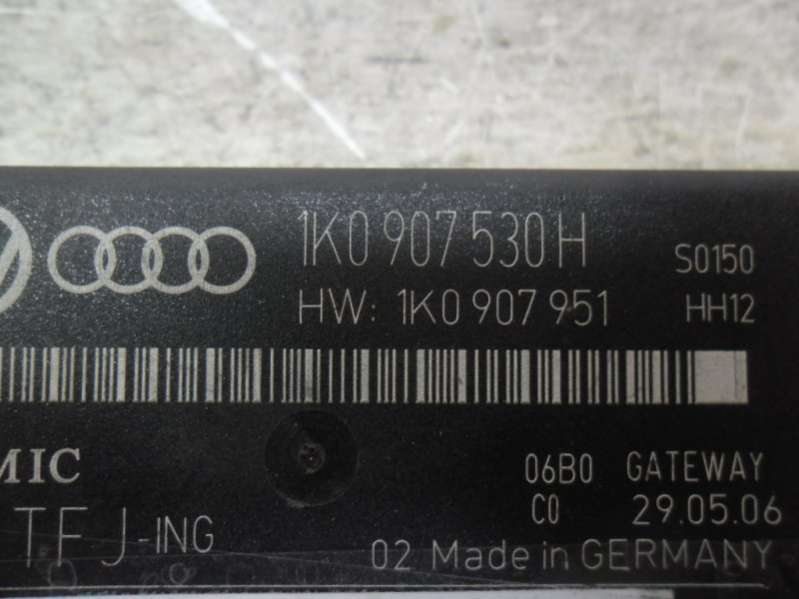 1K0 907 530 H S0150
HW: 1K0 907 951 HH12
MIC 06B0 GATEWAY
TF J-ING C0 29.05.06
02 Made in GERMANY